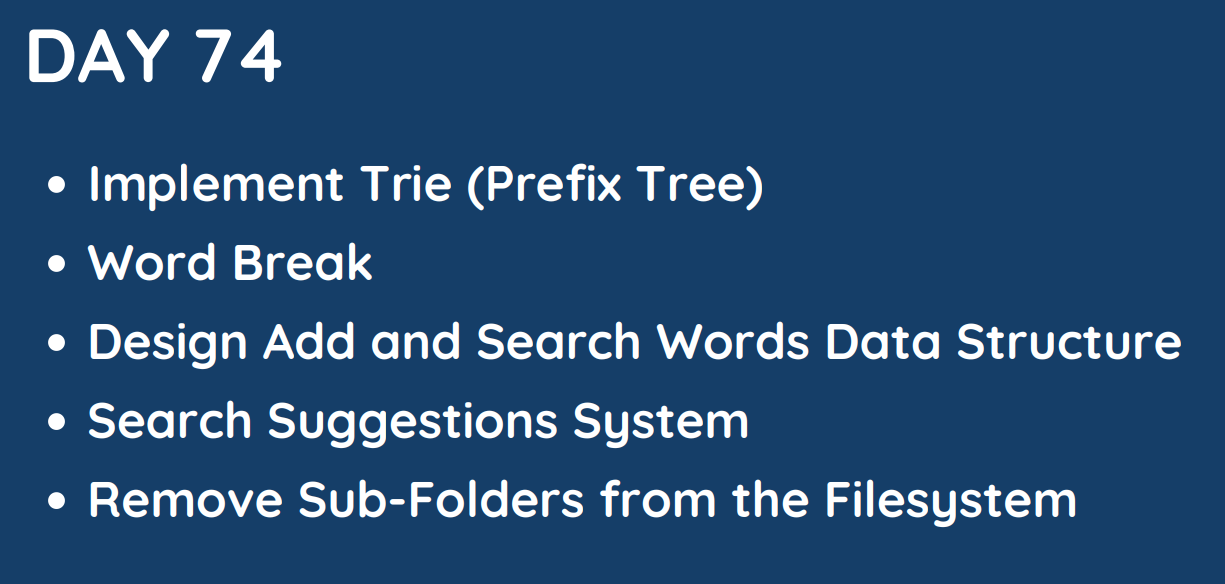 DAY 74
• Implement Trie (Prefix Tree)
• Word Break
• Design Add and Search Words Data Structure
• Search Suggestions System
• Remove Sub-Folders from the Filesystem